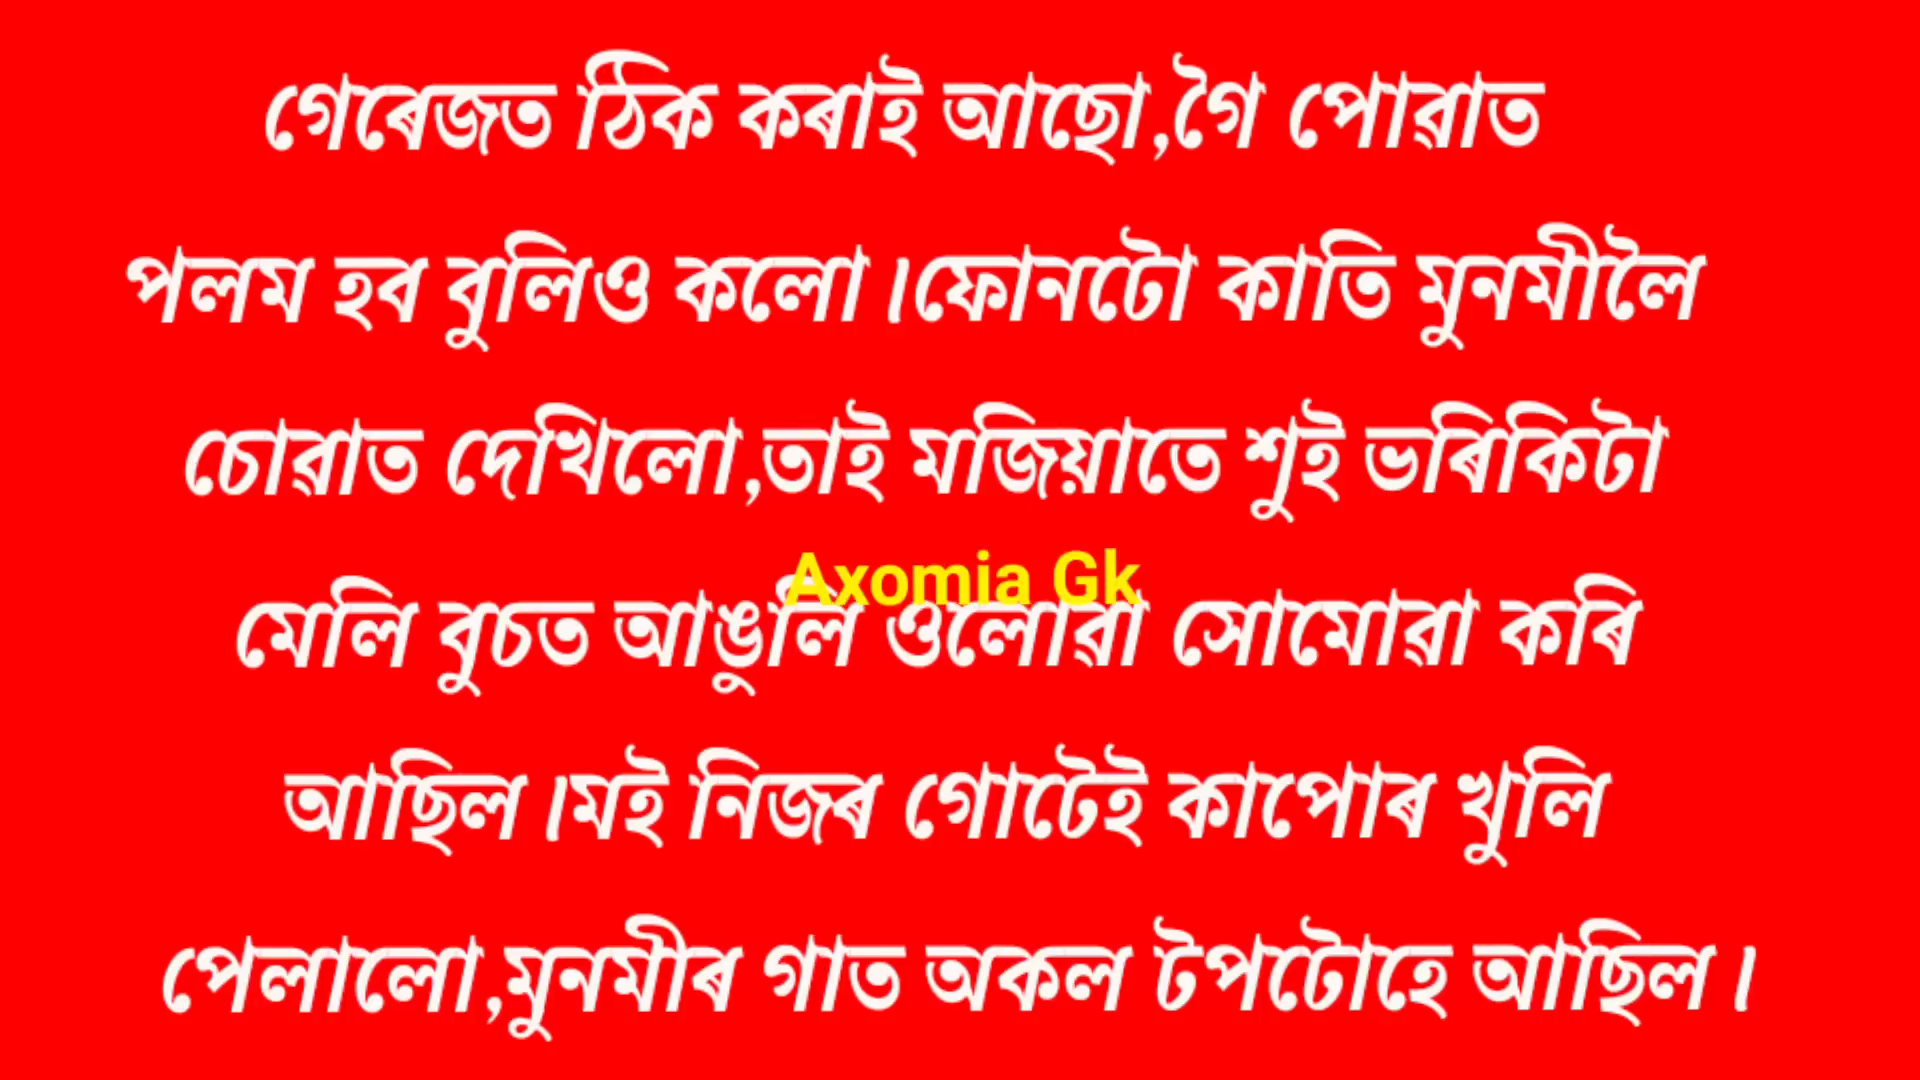 গেৰেজত ঠিক কৰাই আছো,গৈ পোৱাত
পলম হব বুলিও কলো।ফোনটো কাতি মুনমীলৈ
চোৱাত দেখিলো,তাই মজিয়াতে শুই ভৰিকিটা
Axomia Gk
মেলি বুচত আঙুলি ওলোৱা সোমোৱা কৰি
আছিল।মই নিজৰ গোটেই কাপোৰ খুলি
পেলালো,মুনমীৰ গাত অকল টপটোহে আছিল।